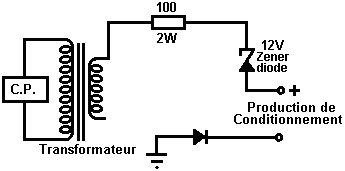 100
2W
12V
Zener
diode
C.P.
+
Production de
Conditionnement
Transformateur